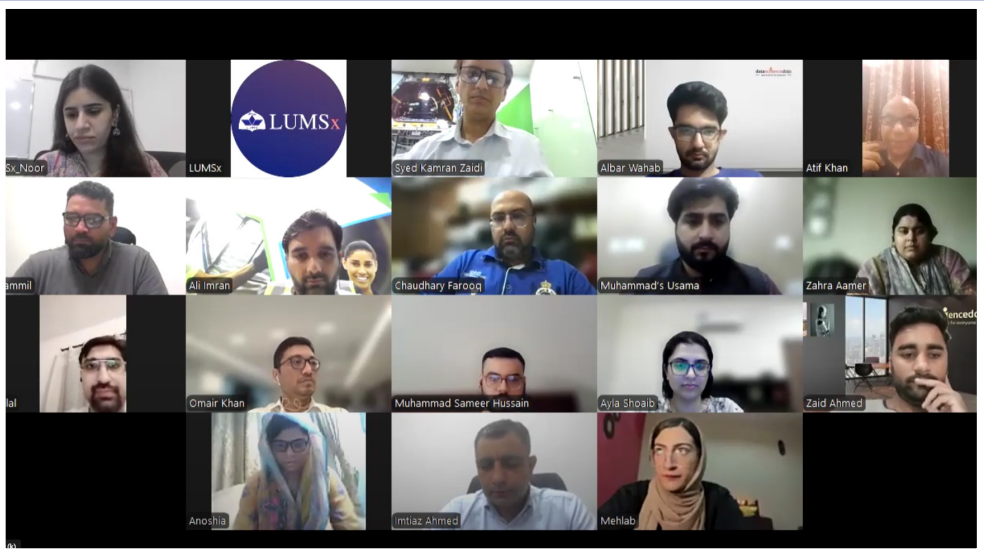 LUMSx
Sx_Noor
LUMSx
Syed Kamran Zaidi
Albar Wahab
Atif Khan
ammil
Ali Imran
Chaudhary Farooq
Muhammad's Usama
Zahra Aamer
encedo
lal
Omair Khan
Muhammad Sameer Hussain
Ayla Shoaib
Zaid Ahmed
Anoshia
Imtiaz Ahmed
Mehlab